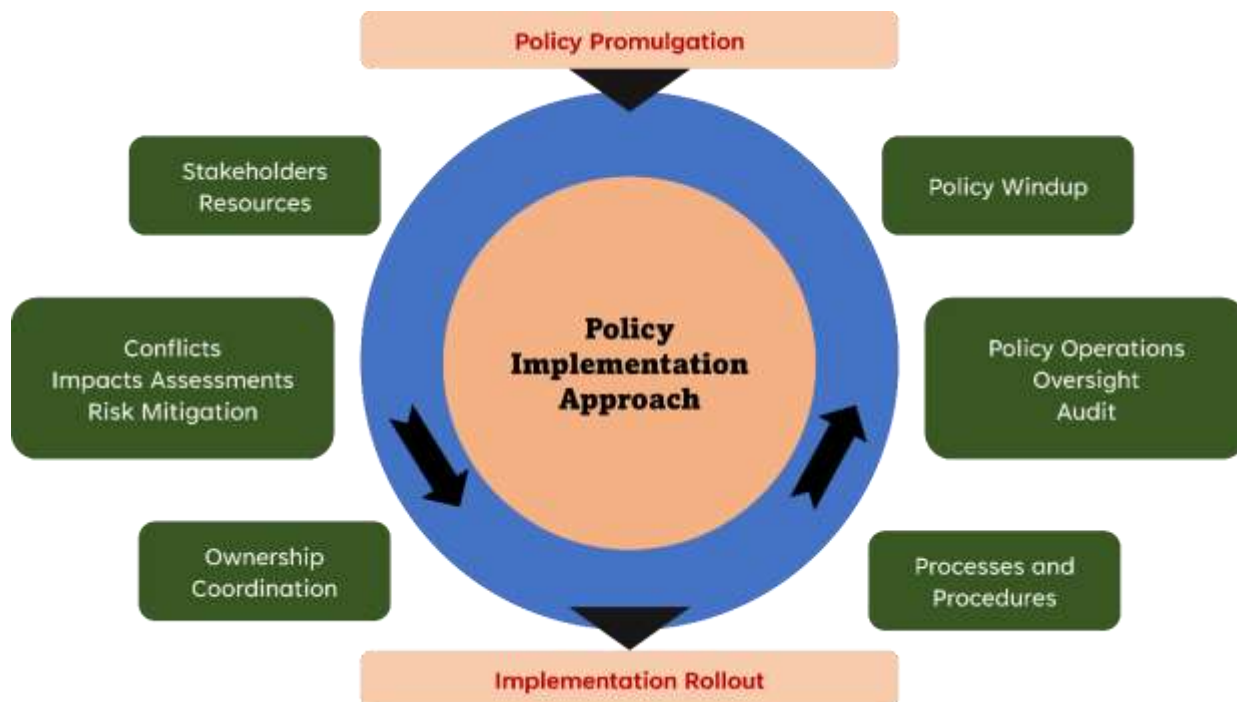 Policy Promulgation
Stakeholders
Resources
Policy Windup
Conflicts
Impacts Assessments
Risk Mitigation
Policy
Implementation
Approach
Policy Operations
Oversight
Audit
Ownership
Coordination
Processes and
Procedures
Implementation Rollout